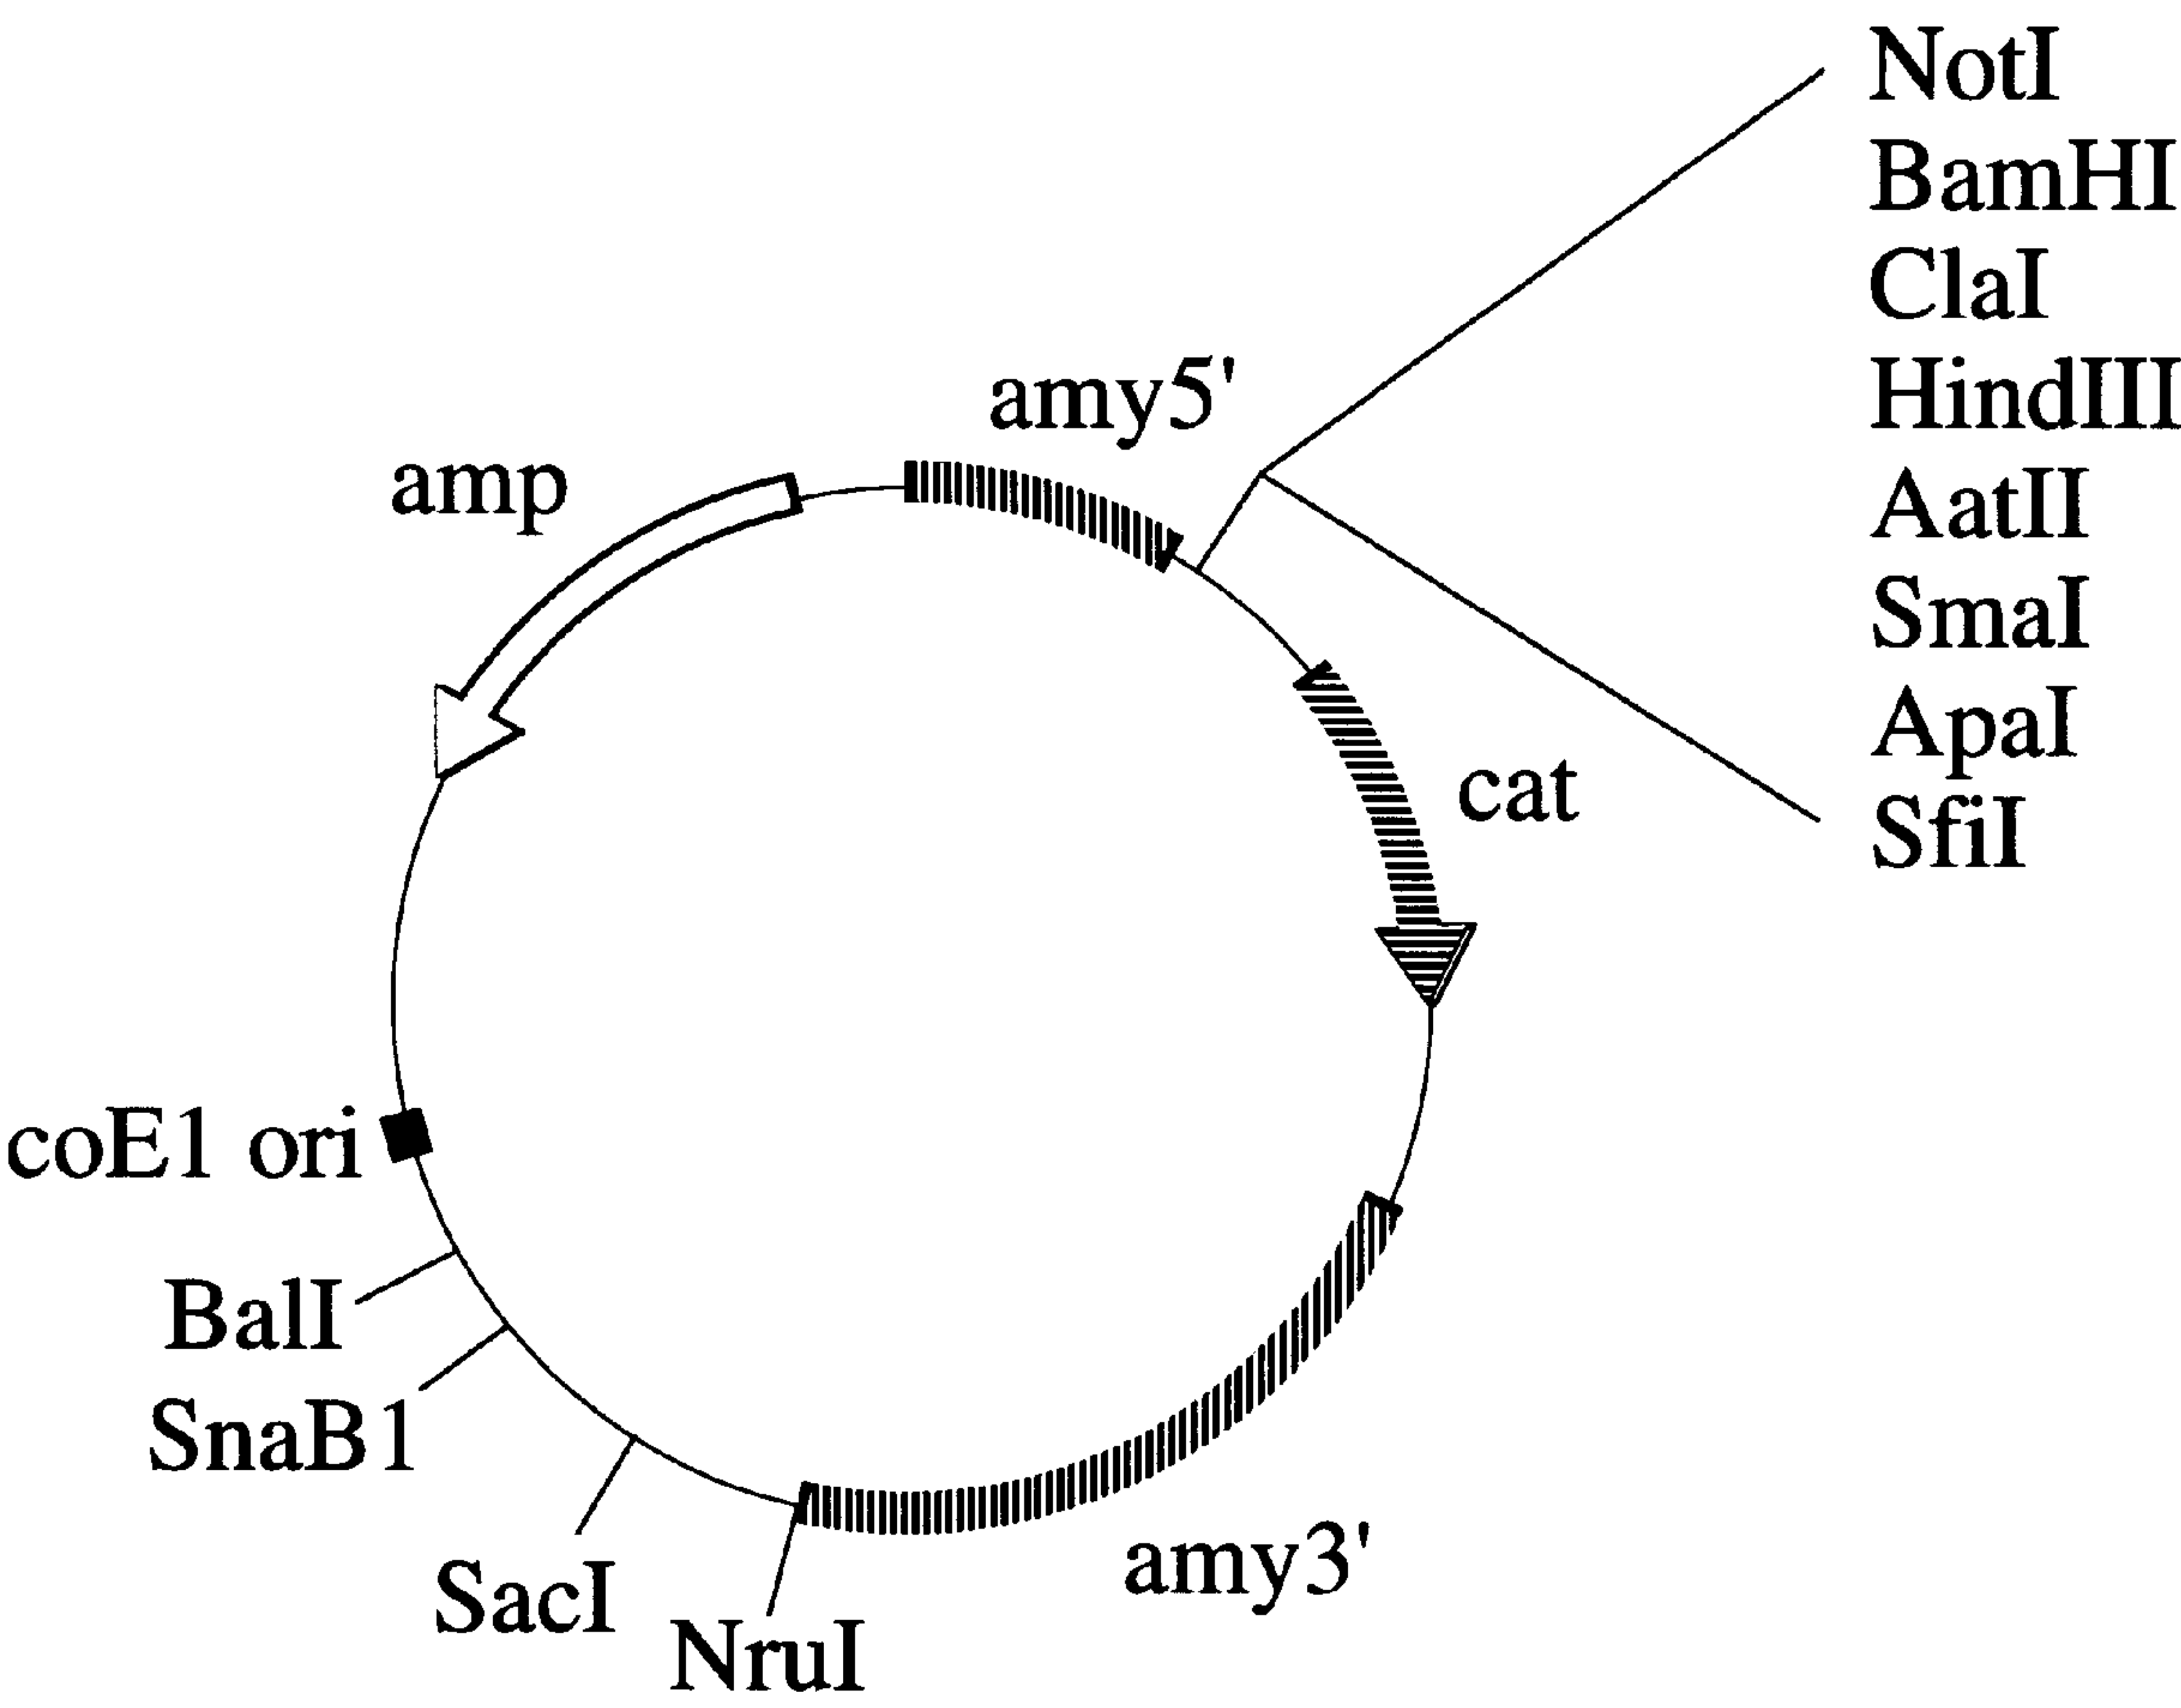 NotI
BamHI
ClaI
HindIII
AatII
SmaI
ApaI
SfiI
amy5'
amp
cat
coE1 ori
BalI
SnaB1
SacI
NruI
amy3'